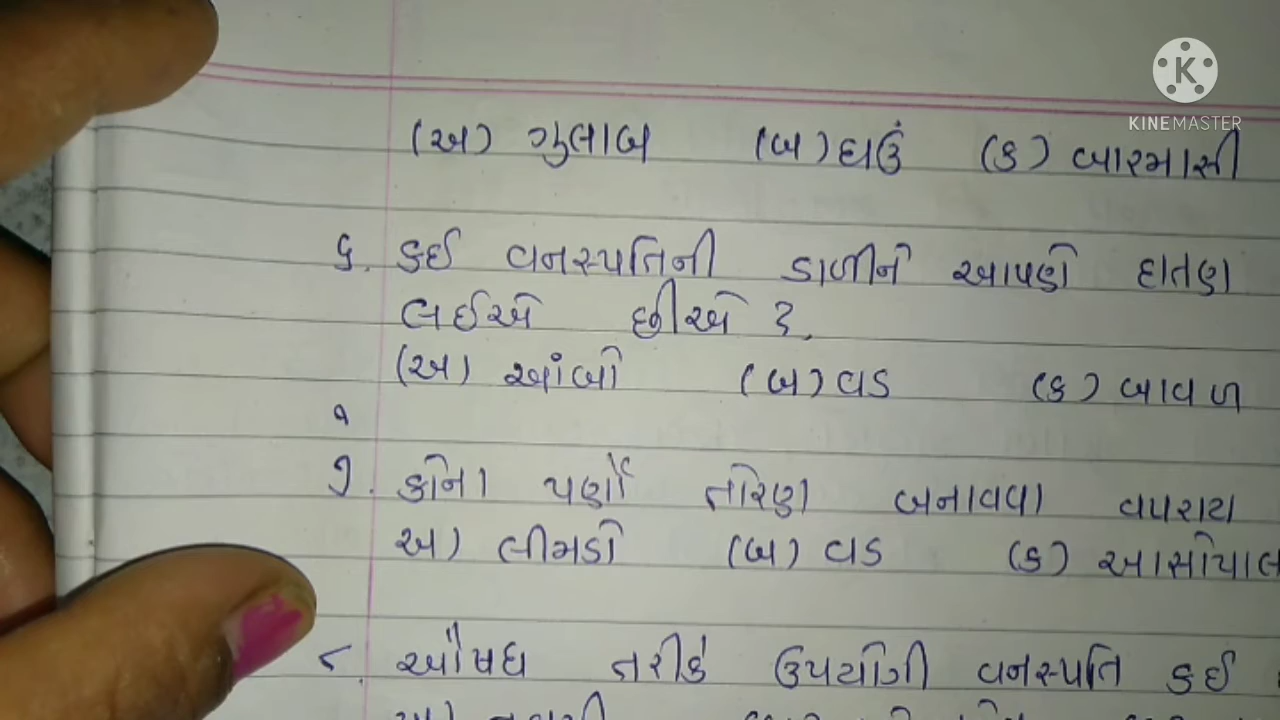 KINEMASTER
(અ) ગુલાબ (બ) ઘઉં (ક) બારમાસી
૬. કઈ વનસ્પતિની ડાળીને આપણે દાતણ
લઈએ છીએ ?
(અ) આંબો (બ) વડ (ક) બાવળ
૧
૭. કોના પર્ણો તોરણ બનાવવા વપરાય
અ) લીમડો (બ) વડ (ક) આસોપાલ
૮. ઔષધ તરીકે ઉપયોગી વનસ્પતિ કઈ